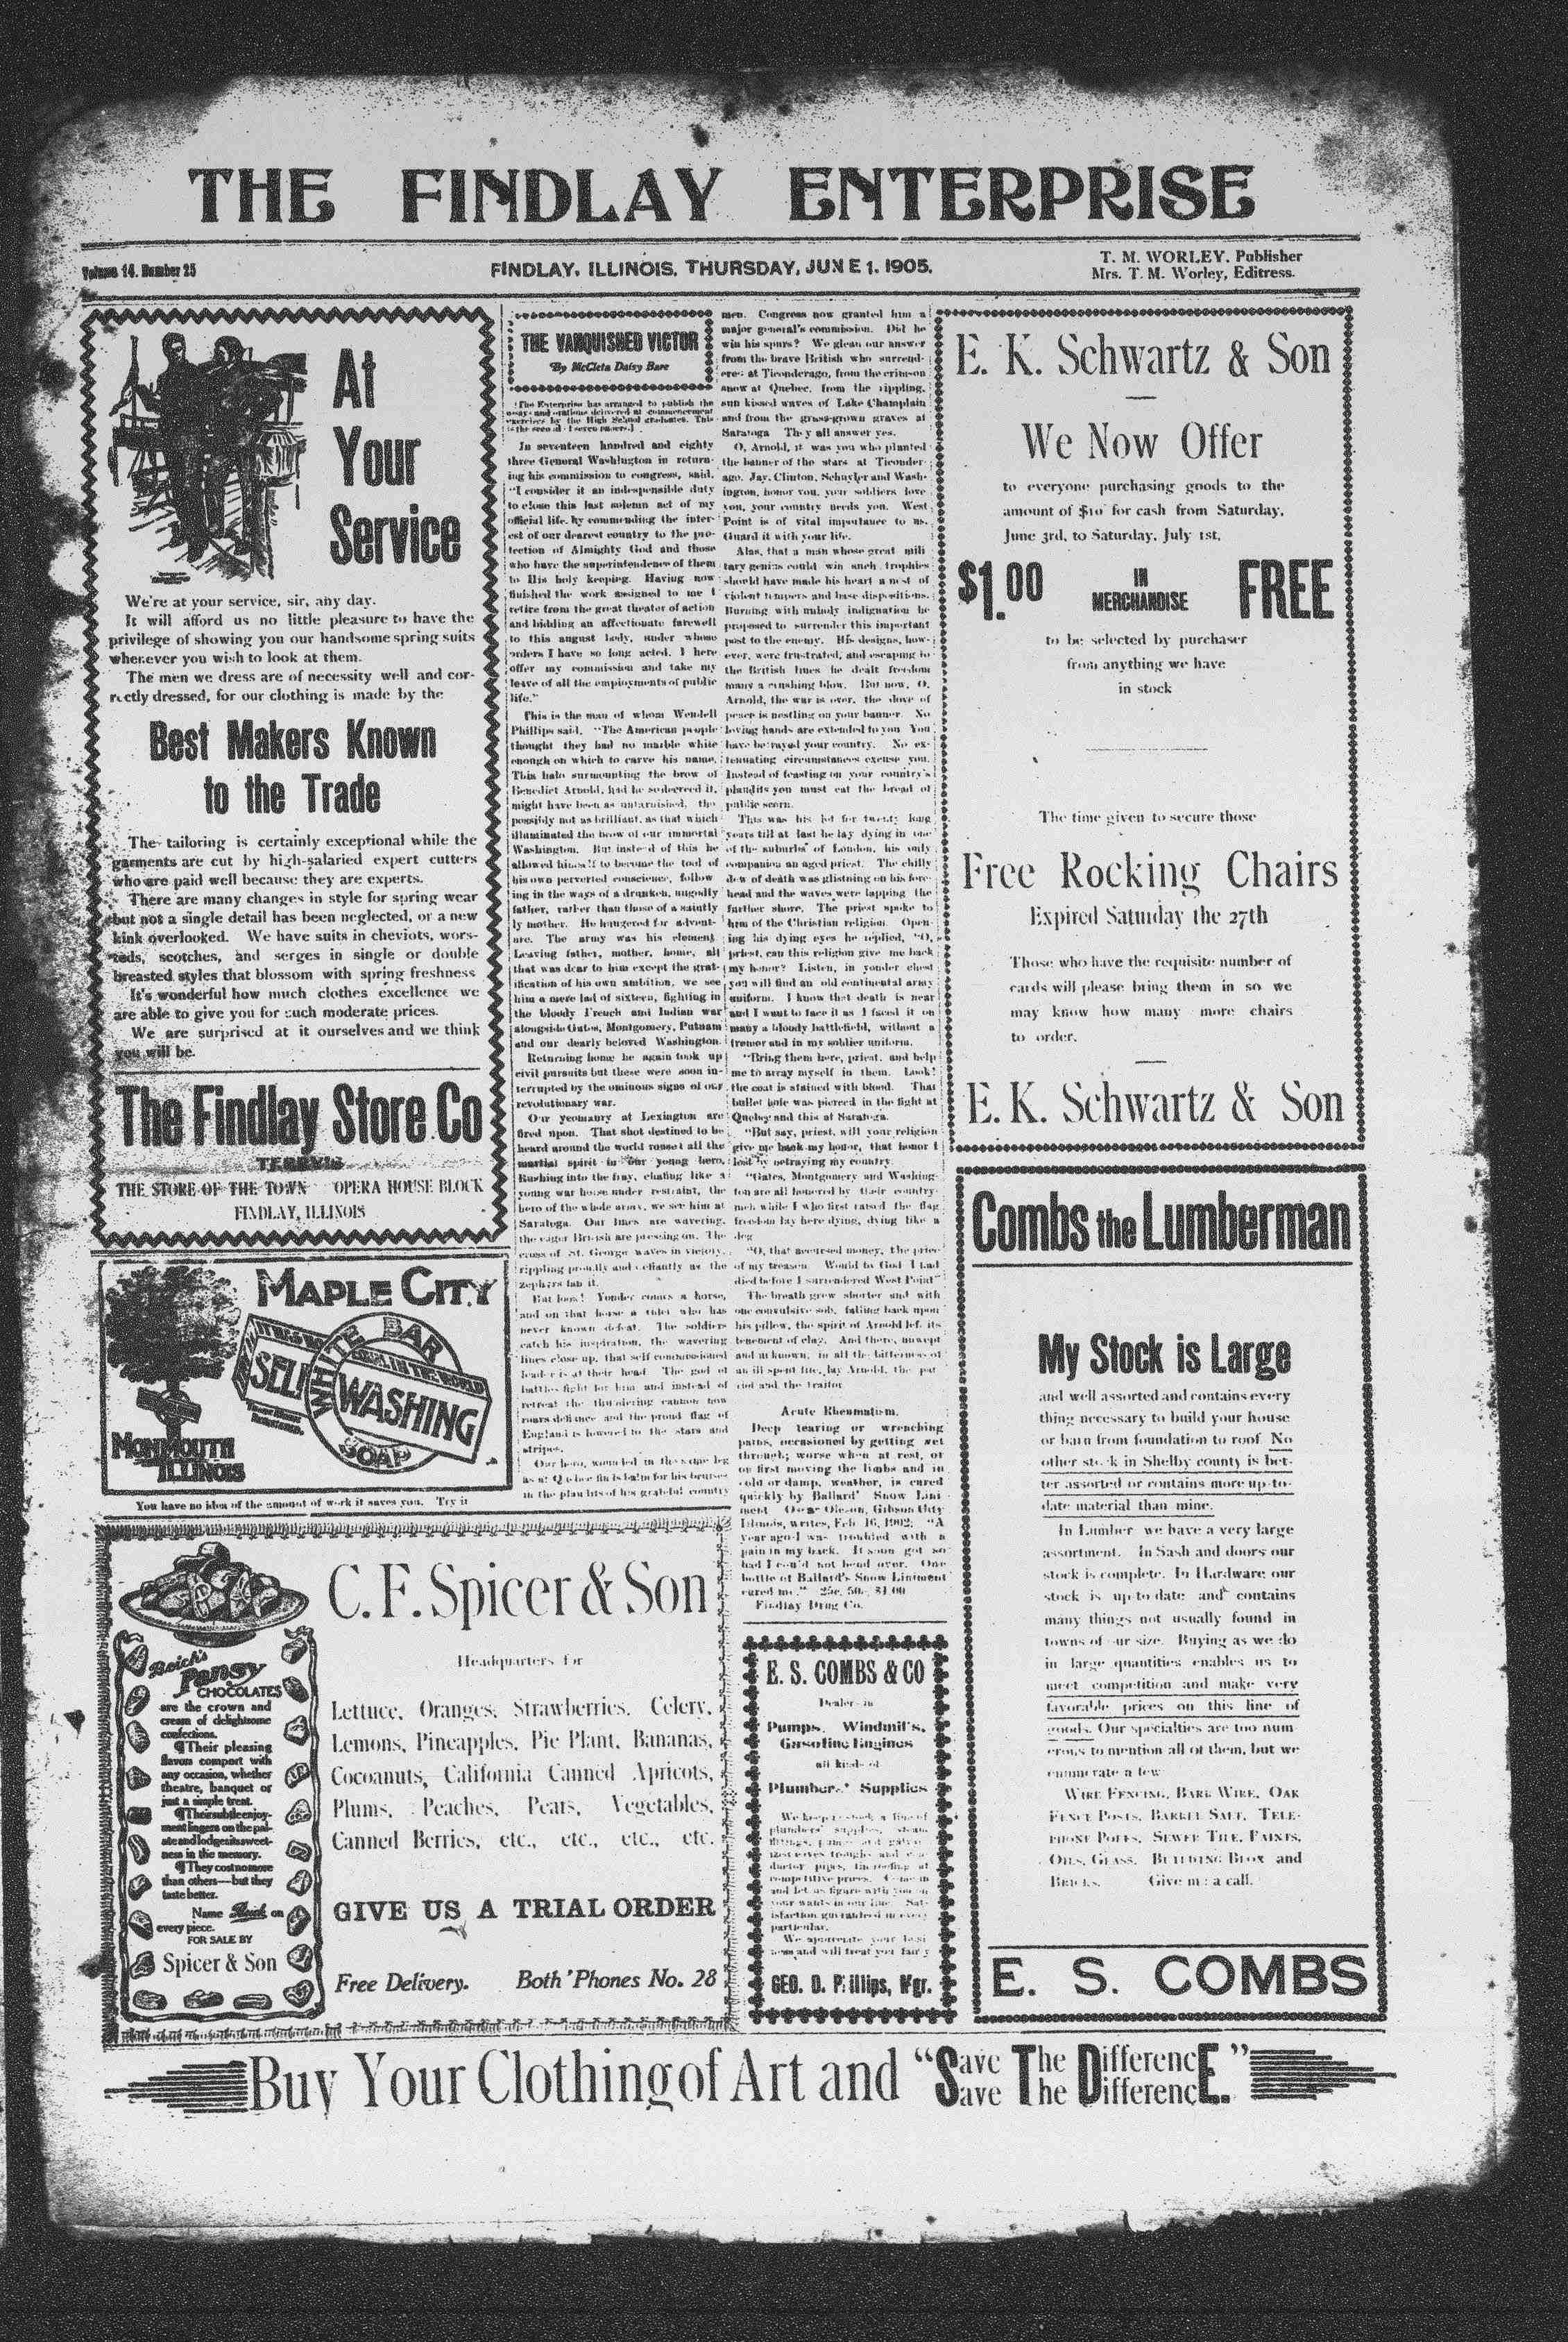 THE FINDLAY ENTERPRISE
Volume 14. Number 25
FINDLAY, ILLINOIS, THURSDAY, JUNE 1, 1905.
T. M. WORLEY, Publisher
Mrs. T. M. Worley, Editress.
At
Your
Service
We're at your service, sir, any day.
It will afford us no little pleasure to have the
privilege of showing you our handsome spring suits
whenever you wish to look at them.
The men we dress are of necessity well and cor-
rectly dressed, for our clothing is made by the
Best Makers Known
to the Trade
The tailoring is certainly exceptional while the
garments are cut by high-salaried expert cutters
who are paid well because they are experts.
There are many changes in style for spring wear
but not a single detail has been neglected, or a new
kink overlooked. We have suits in cheviots, wors-
teds, scotches, and serges in single or double
breasted styles that blossom with spring freshness
It's wonderful how much clothes excellence we
are able to give you for such moderate prices.
We are surprised at it ourselves and we think
you will be.
The Findlay Store Co
THE STORE OF THE TOWN OPERA HOUSE BLOCK
FINDLAY, ILLINOIS
MAPLE CITY
SELF
WHITE BAR
WASHING
SOAP
MONMOUTH
ILLINOIS
You have no idea of the amount of work it saves you. Try it
Reich's
Pansy
CHOCOLATES
are the crown and
cream of delightsome
confections.
¶Their pleasing
flavors comport with
any occasion, whether
theatre, banquet or
just a simple treat.
¶Their subtle enjoy-
ment lingers on the pal-
ate and lodges its sweet-
ness in the memory.
¶They cost no more
than others—but they
taste better.
Name on
every piece.
FOR SALE BY
Spicer & Son
C. F. Spicer & Son
Headquarters for
Lettuce, Oranges, Strawberries, Celery,
Lemons, Pineapples, Pie Plant, Bananas,
Cocoanuts, California Canned Apricots,
Plums, Peaches, Pears, Vegetables,
Canned Berries, etc., etc., etc., etc.
GIVE US A TRIAL ORDER
Free Delivery. Both 'Phones No. 28
THE VANQUISHED VICTOR
By McCleta Daisy Bare
[The Enterprise has arranged to publish the
essays and orations delivered at commencement
exercises by the High School graduates. This
is the second
In seventeen hundred and eighty
three General Washington in return-
ing his commission to congress, said,
"I consider it an indespensible duty
to close this last solemn act of my
official life, by commending the inter-
est of our dearest country to the pro-
tection of Almighty God and those
who have the superintendence of them
to His holy keeping. Having now
finished the work assigned to me I
retire from the great theater of action
and bidding an affectionate farewell
to this august body, under whose
orders I have so long acted, I here
offer my commission and take my
leave of all the employments of public
life."
This is the man of whom Wendell
Phillips said, "The American people
thought they had no marble white
enough on which to carve his name.
This halo surmounting the brow of
Benedict Arnold, had he so decreed it,
might have been as untarnished, tho
possibly not as brilliant, as that which
illuminated the brow of our immortal
Washington. But instead of this he
allowed himself to become the tool of
his own perverted conscience, follow
ing in the ways of a drunken, ungodly
father, rather than those of a saintly
ly mother. He hungered for advent-
ure. The army was his element.
Leaving father, mother, home, all
that was dear to him except the grat-
ification of his own ambition, we see
him a mere lad of sixteen, fighting in
the bloody French and Indian war
alongside Gates, Montgomery, Putnam
and our dearly beloved Washington.
Returning home he again took up
civil pursuits but these were soon in-
terrupted by the ominous signs of our
revolutionary war.
Our yeomanry at Lexington are
fired upon. That shot destined to be
heard around the world roused all the
martial spirit in our young hero.
Rushing into the fray, chafing like a
young war horse under restraint, the
hero of the whole army, we see him at
Saratoga. Our lines are wavering,
the eager British are pressing on. The
cross of St. George waves in victory,
rippling proudly and defiantly as the
zephyrs fan it.
But look! Yonder comes a horse,
and on that horse a rider who has
never known defeat. The soldiers
catch his inspiration, the wavering
lines close up, that self commissioned
leader is at their head. The god of
battles fight for him and instead of
retreat the thundering cannon now
roars defiance and the proud flag of
England is lowered to the stars and
stripes.
Our hero, wounded in the same leg
as at Quebec finds balm for his bruises
in the plaudits of his grateful country
men. Congress now granted him a
major general's commission. Did he
win his spurs? We glean our answer
from the brave British who surrend-
ered at Ticonderago, from the crimson
snow at Quebec, from the rippling,
sun kissed waves of Lake Champlain
and from the grass-grown graves at
Saratoga They all answer yes.
O, Arnold, it was you who planted
the banner of the stars at Ticonder-
ago. Jay, Clinton, Schuyler and Wash-
ington, honor you, your soldiers love
you, your country needs you. West
Point is of vital importance to us.
Guard it with your life.
Alas, that a man whose great mili
tary genius could win such trophies
should have made his heart a nest of
violent tempers and base dispositions.
Burning with unholy indignation he
proposed to surrender this important
post to the enemy. His designs, how-
ever, were frustrated, and escaping to
the British lines he dealt freedom
many a crushing blow. But now, O,
Arnold, the war is over, the dove of
peace is nestling on your banner. No
loving hands are extended to you You
have betrayed your country. No ex-
tenuating circumstances excuse you.
Instead of feasting on your country's
plaudits you must eat the bread of
public scorn.
This was his lot for twenty long
years till at last he lay dying in one
of the suburbs of London, his only
companion an aged priest. The chilly
dew of death was glistning on his fore-
head and the waves were lapping the
further shore. The priest spoke to
him of the Christian religion. Open-
ing his dying eyes he replied, "O,
priest, can this religion give me back
my honor? Listen, in yonder chest
you will find an old continental army
uniform. I know that death is near
and I want to face it as I faced it on
many a bloody battlefield, without a
tremor and in my soldier uniform.
"Bring them here, priest, and help
me to array myself in them. Look!
the coat is stained with blood. That
bullet hole was pierced in the fight at
Quebec and this at Saratoga.
"But say, priest, will your religion
give me back my honor, that honor I
lost by betraying my country.
"Gates, Montgomery and Washing-
ton are all honored by their country-
men while I who first raised the flag
freedom lay here dying, dying like a
dog
"O, that accursed money, the price
of my treason. Would to God I had
died before I surrendered West Point"
The breath grew shorter and with
one convulsive sob, falling back upon
his pillow, the spirit of Arnold left its
tenement of clay. And there, unwept
and unknown, in all the bitterness of
an ill spent life, lay Arnold, the pat
riot and the traitor
Acute Rheumatism.
Deep tearing or wrenching
pains, occasioned by getting wet
through; worse when at rest, or
on first moving the limbs and in
cold or damp, weather, is cured
quickly by Ballard' Snow Lini
ment. Oscar Oleson, Gibson City
Illinois, writes, Feb. 16, 1902: "A
year ago I was troubled with a
pain in my back. It soon got so
bad I could not bend over. One
bottle of Ballard's Snow Liniment
cured me." 25c, 50c, $1.00
Findlay Drug Co.
E. S. COMBS & CO
Dealer in
Pumps, Windmills,
Gasoline Engines
all kinds of
Plumbers' Supplies
We keep in stock a line of
plumbers' supplies, steam
ductor pipes, tin roofing at
competitive prices. Come in
and let us figure with you on
your wants in our line. Sat-
isfaction guaranteed in every
particular.
We appreciate your busi
ness and will treat you fairly
GEO. D. Phillips, Mgr.
E. K. Schwartz & Son
We Now Offer
to everyone purchasing goods to the
amount of $10 for cash from Saturday,
June 3rd, to Saturday, July 1st,
$1.00 IN MERCHANDISE FREE
to be selected by purchaser
from anything we have
in stock
The time given to secure those
Free Rocking Chairs
Expired Satuiday the 27th
Those who have the requisite number of
cards will please bring them in so we
may know how many more chairs
to order.
E. K. Schwartz & Son
Combs the Lumberman
My Stock is Large
and well assorted and contains every
thing necessary to build your house
or barn from foundation to roof No
other stock in Shelby county is bet-
ter assorted or contains more up-to-
date material than mine.
In Lumber we have a very large
assortment. In Sash and doors our
stock is complete. In Hardware our
stock is up-to-date and contains
many things not usually found in
towns of our size. Buying as we do
in large quantities enables us to
meet competition and make very
favorable prices on this line of
goods. Our specialties are too num-
erous to mention all of them, but we
enumerate a few
WIRE FENCING, BARB WIRE, OAK
FENCE POSTS, BARREL SALT, TELE-
PHONE POLES, SEWER TILE, PAINTS,
OILS, GLASS, BUILDING BLOX and
BRICKS. Give me a call.
E. S. COMBS
Buy Your Clothing of Art and "Save The DifferencE."
Save The DifferencE.